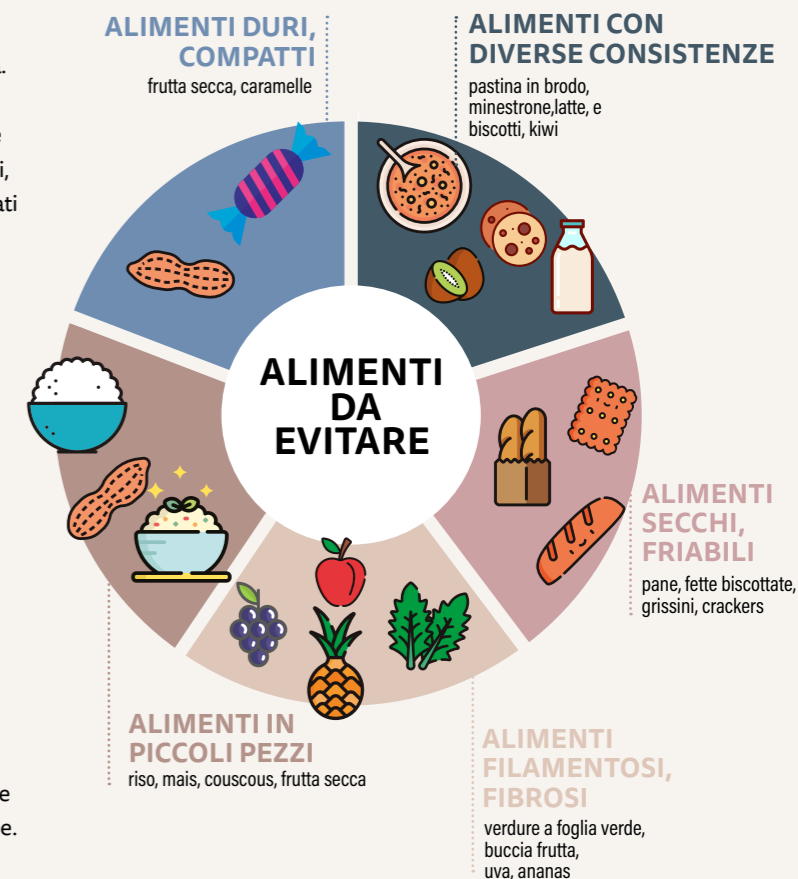 ALIMENTI DURI,
COMPATTI
frutta secca, caramelle
ALIMENTI CON
DIVERSE CONSISTENZE
pastina in brodo,
minestrone,latte, e
biscotti, kiwi
ALIMENTI
DA
EVITARE
ALIMENTI
SECCHI,
FRIABILI
pane, fette biscottate,
grissini, crackers
ALIMENTI IN
PICCOLI PEZZI
riso, mais, couscous, frutta secca
ALIMENTI
FILAMENTOSI,
FIBROSI
verdure a foglia verde,
buccia frutta,
uva, ananas